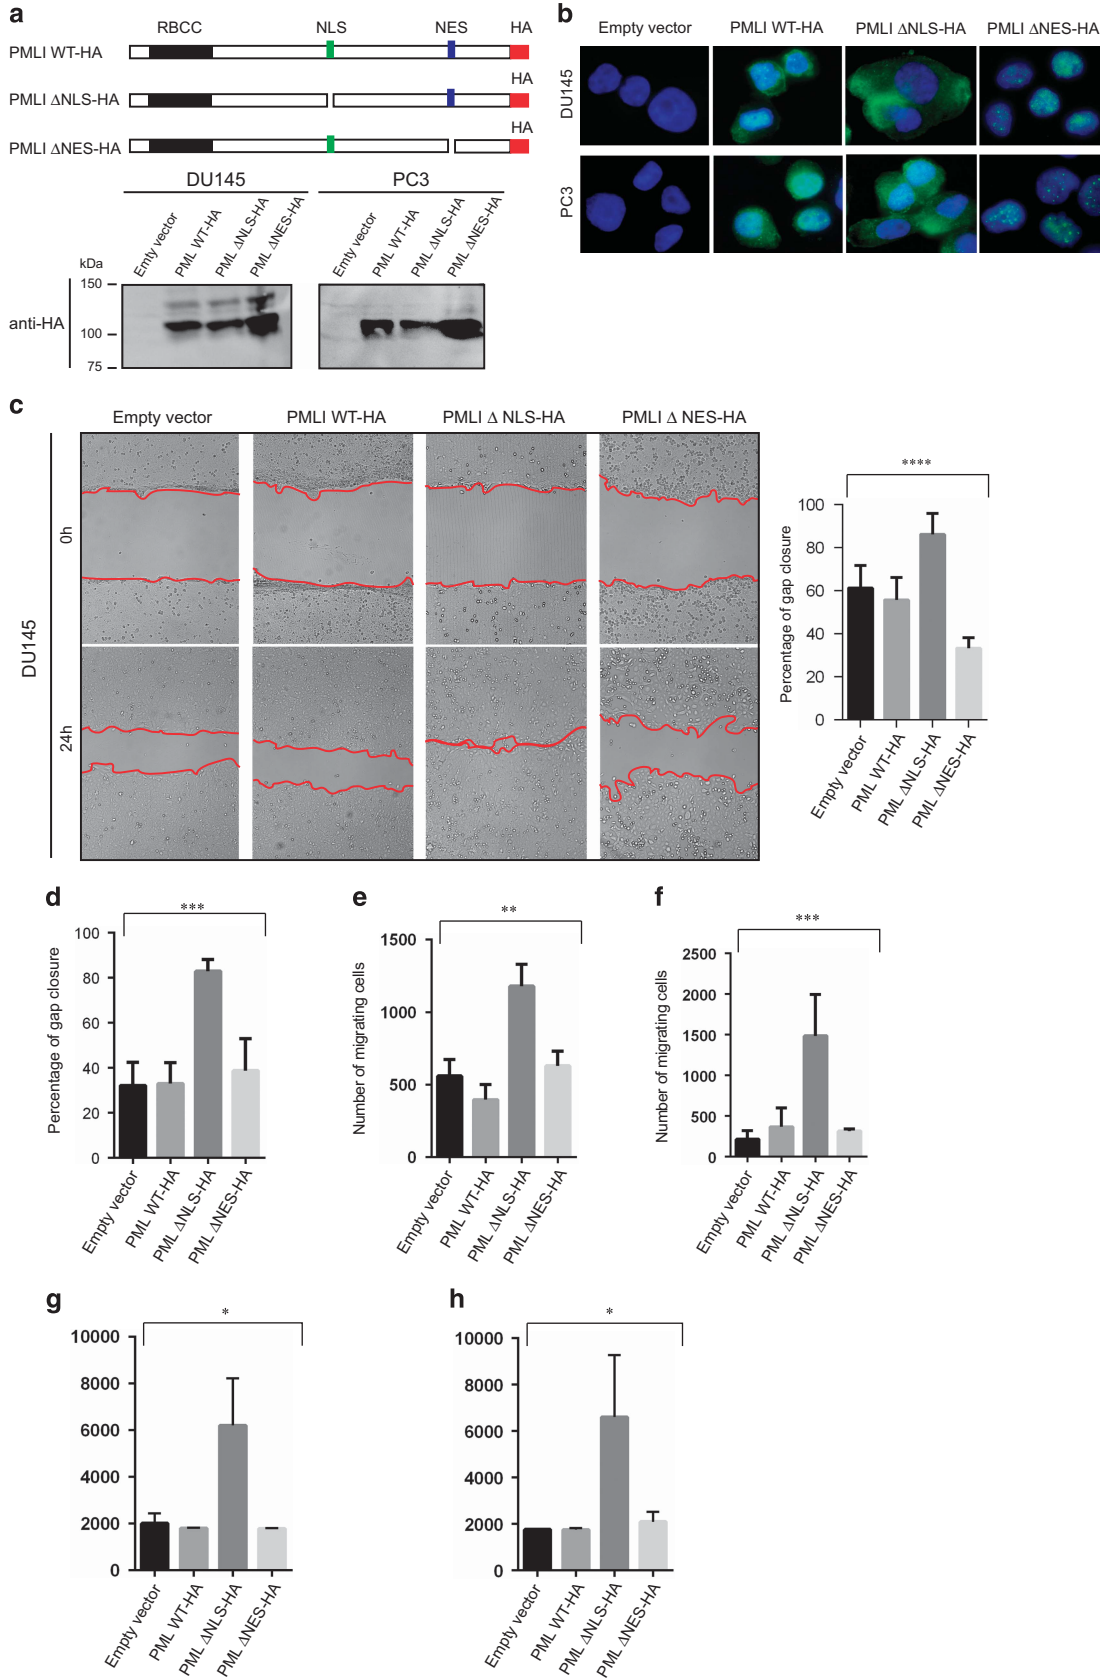 a
RBCC NLS NES HA
PMLI WT-HA
HA
PMLI ΔNLS-HA
HA
PMLI ΔNES-HA
DU145 PC3
Emty vector PML WT-HA PML ΔNLS-HA PML ΔNES-HA
Empty vector PML WT-HA PML ΔNLS-HA PML ΔNES-HA
kDa
150
anti-HA
100
75
b
Empty vector PMLI WT-HA PMLI ΔNLS-HA PMLI ΔNES-HA
DU145
PC3
c
Empty vector PMLI WT-HA PMLI Δ NLS-HA PMLI Δ NES-HA
DU145
0h
24h
****
Percentage of gap closure
100
80
60
40
20
0
Empty vector PML WT-HA PML ΔNLS-HA PML ΔNES-HA
d
***
Percentage of gap closure
100
80
60
40
20
0
Empty vector PML WT-HA PML ΔNLS-HA PML ΔNES-HA
e
**
Number of migrating cells
1500
1000
500
0
Empty vector PML WT-HA PML ΔNLS-HA PML ΔNES-HA
f
***
Number of migrating cells
2500
2000
1500
1000
500
0
Empty vector PML WT-HA PML ΔNLS-HA PML ΔNES-HA
g
*
10000
8000
6000
4000
2000
0
Empty vector PML WT-HA PML ΔNLS-HA PML ΔNES-HA
h
*
10000
8000
6000
4000
2000
0
Empty vector PML WT-HA PML ΔNLS-HA PML ΔNES-HA